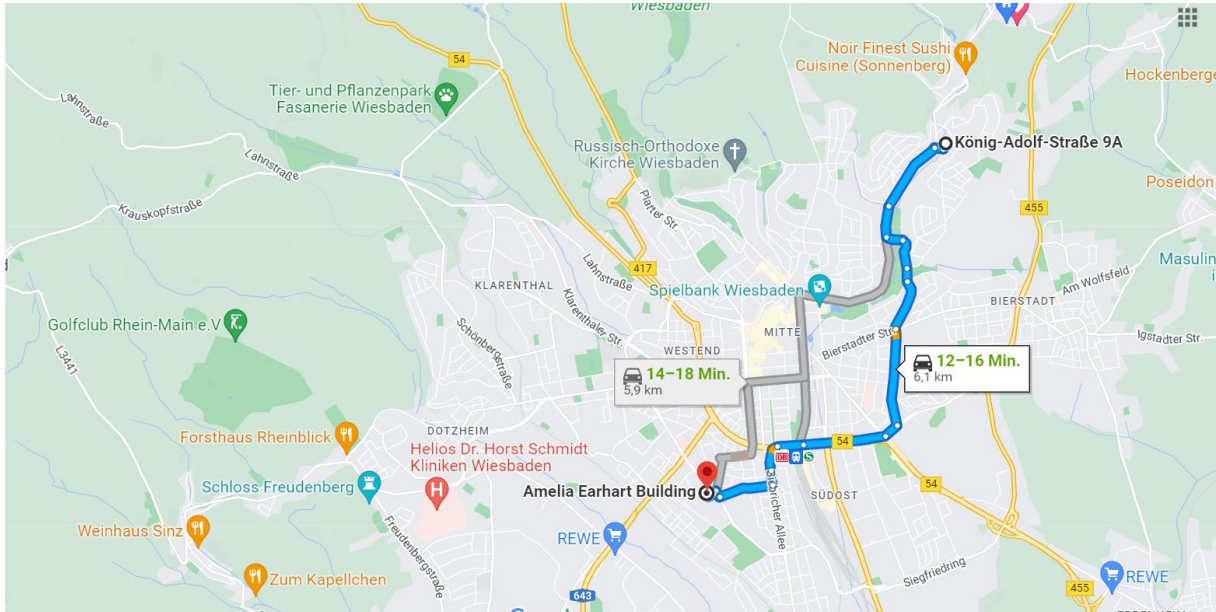 Wiesbaden
54
Noir Finest Sushi
Cuisine (Sonnenberg)
Hockenberge
Tier- und Pflanzenpark
Fasanerie Wiesbaden
Lahnstraße
Lahnstraße
Krauskopfstraße
Russisch-Orthodoxe
Kirche Wiesbaden
König-Adolf-Straße 9A
Poseidon
Platter Str.
455
417
Lahnstraße
Masulin
Am Wolfsfeld
KLARENTHAL
Spielbank Wiesbaden
BIERSTADT
Klarenthaler Str.
Golfclub Rhein-Main e.V
Schönbergstraße
MITTE
Bierstadter Str.
Igstadter Str.
L3441
WESTEND
14–18 Min.
5,9 km
12–16 Min.
6,1 km
DOTZHEIM
Forsthaus Rheinblick
Helios Dr. Horst Schmidt
Kliniken Wiesbaden
H
54
DB
S
Schloss Freudenberg
Amelia Earhart Building
SÜDOST
54
Weinhaus Sinz
Freudenbergstraße
REWE
Siegfriedring
Zum Kapellchen
643
455
REWE